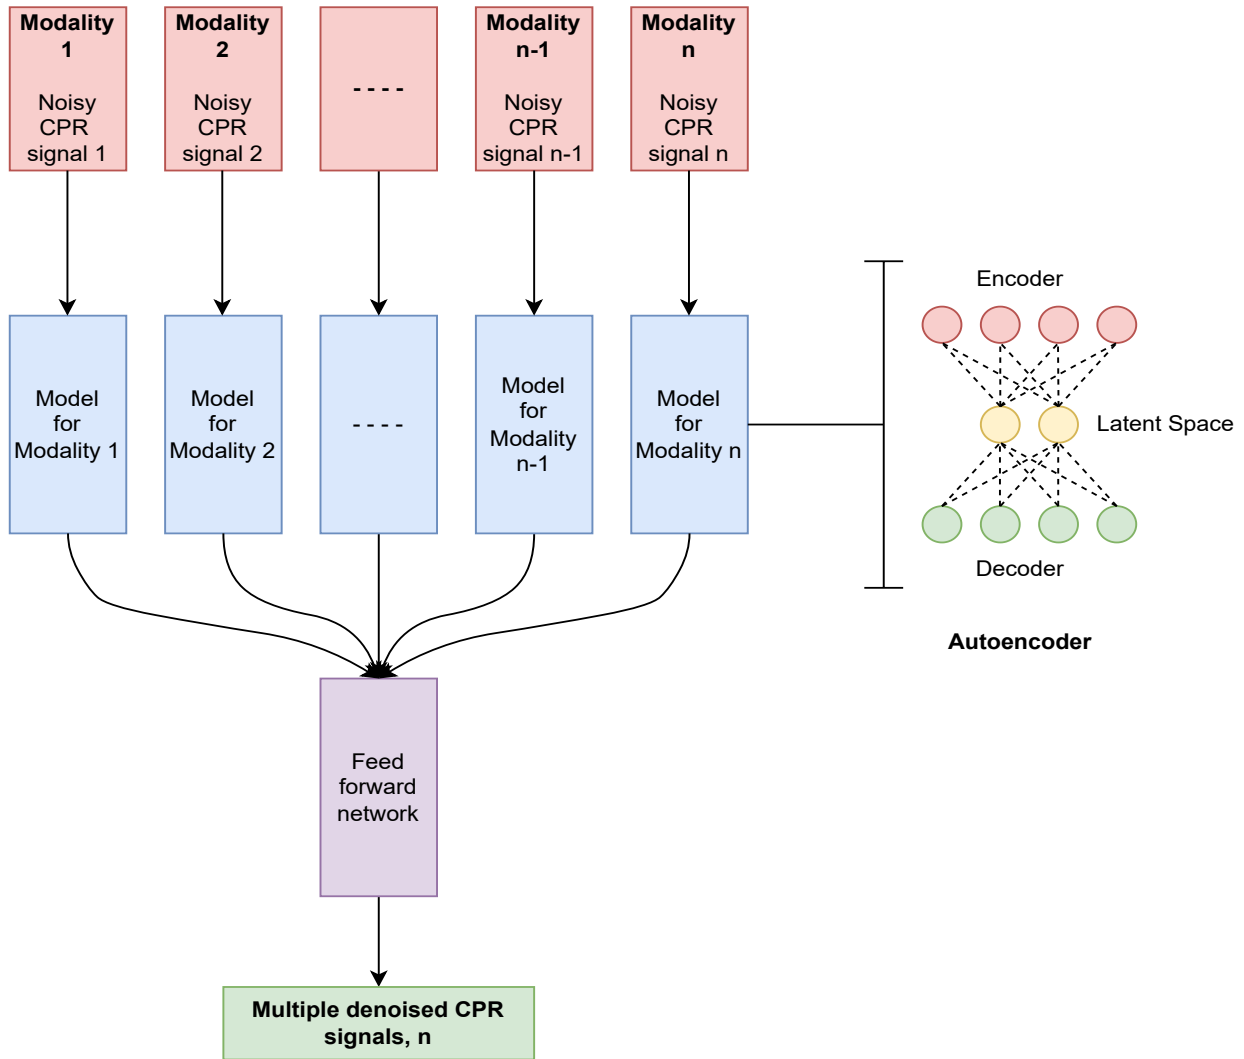 Modality
1
Noisy
CPR
signal 1
Modality
2
Noisy
CPR
signal 2
- - - -
Modality
n-1
Noisy
CPR
signal n-1
Modality
n
Noisy
CPR
signal n
Model
for
Modality 1
Model
for
Modality 2
- - - -
Model
for
Modality
n-1
Model
for
Modality n
Encoder
Latent Space
Decoder
Autoencoder
Feed
forward
network
Multiple denoised CPR
signals, n